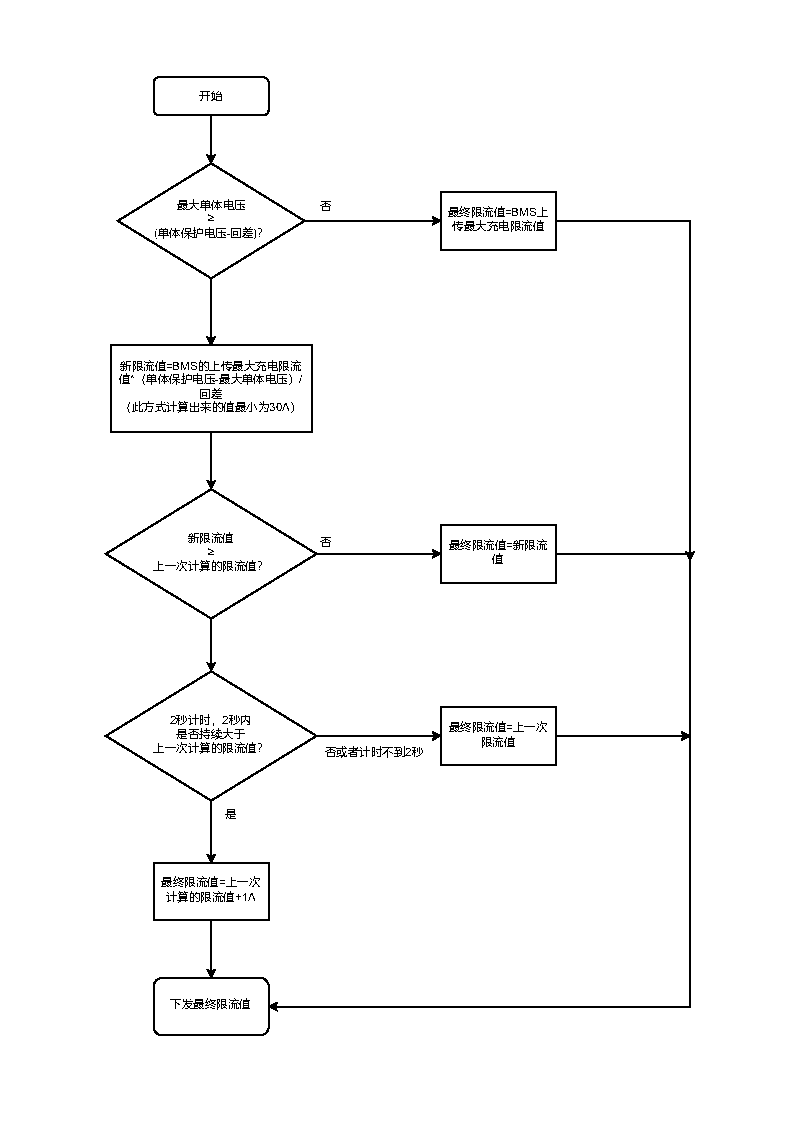 开始
最大单体电压
≥
(单体保护电压-回差)?
否
最终限流值=BMS上
传最大充电限流值
新限流值=BMS的上传最大充电限流
值*（单体保护电压-最大单体电压）/
回差
（此方式计算出来的值最小为30A）
新限流值
≥
上一次计算的限流值?
否
最终限流值=新限流
值
2秒计时，2秒内
是否持续大于
上一次计算的限流值?
否或者计时不到2秒
最终限流值=上一次
限流值
是
最终限流值=上一次
计算的限流值+1A
下发最终限流值